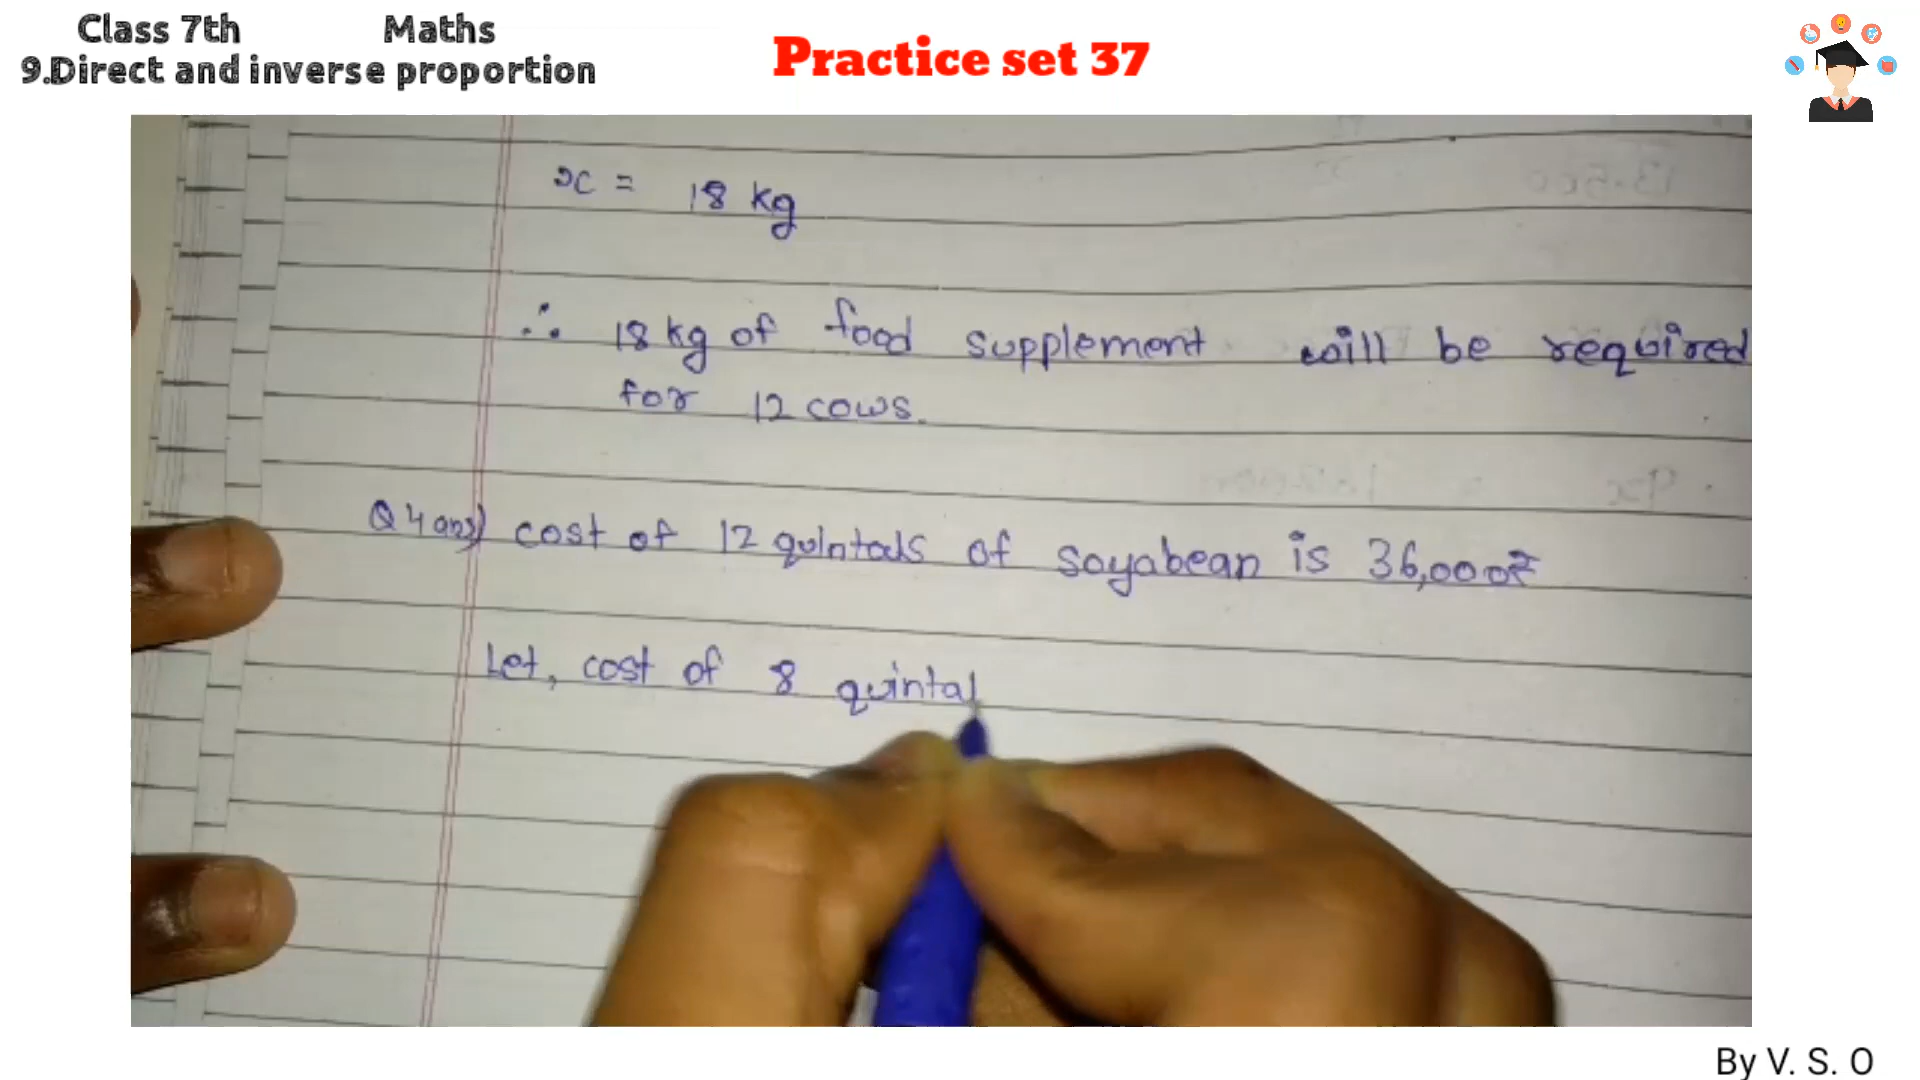 Class 7th Maths
9.Direct and inverse proportion
Practice set 37
x = 18 kg
∴ 18 kg of food supplement will be required
for 12 cows.
Q 4 ans) cost of 12 quintals of soyabean is 36,000₹
Let, cost of 8 quintal
By V. S. O